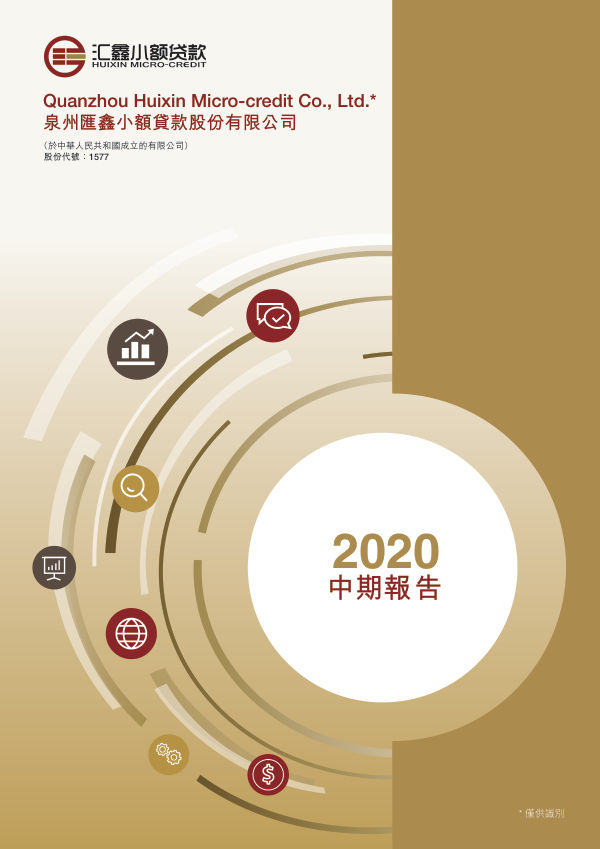 汇鑫小额贷款
HUIXIN MICRO-CREDIT
Quanzhou Huixin Micro-credit Co., Ltd.*
泉州匯鑫小額貸款股份有限公司
（於中華人民共和國成立的有限公司）
股份代號：1577
2020
中期報告
* 僅供識別